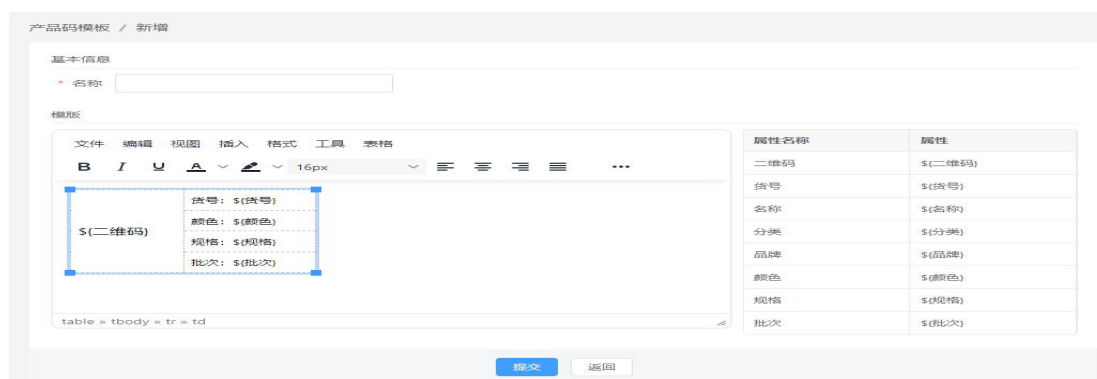 产品码模板 / 新增
基本信息
* 名称
模版
文件 编辑 视图 插入 格式 工具 表格
B I U A 16px ...
\${二维码}
货号：\${货号}
颜色：\${颜色}
规格：\${规格}
批次：\${批次}
table » tbody » tr » td
属性名称 属性
二维码 \${二维码}
货号 \${货号}
名称 \${名称}
分类 \${分类}
品牌 \${品牌}
颜色 \${颜色}
规格 \${规格}
批次 \${批次}
提交 返回